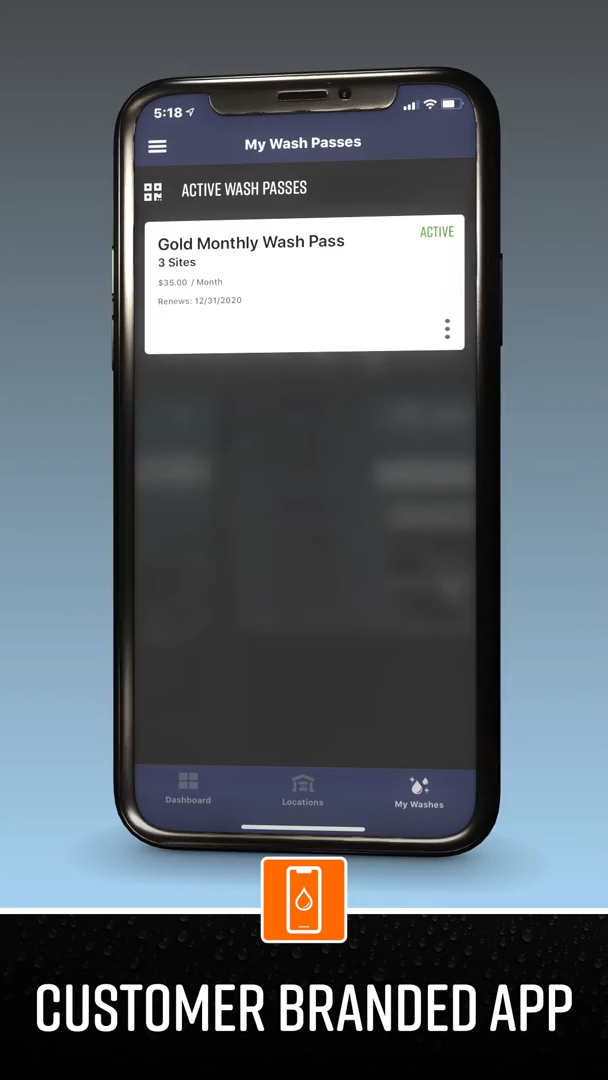 5:18
My Wash Passes
ACTIVE WASH PASSES
Gold Monthly Wash Pass
ACTIVE
3 Sites
$35.00 / Month
Renews: 12/31/2020
Dashboard
Locations
My Washes
CUSTOMER BRANDED APP